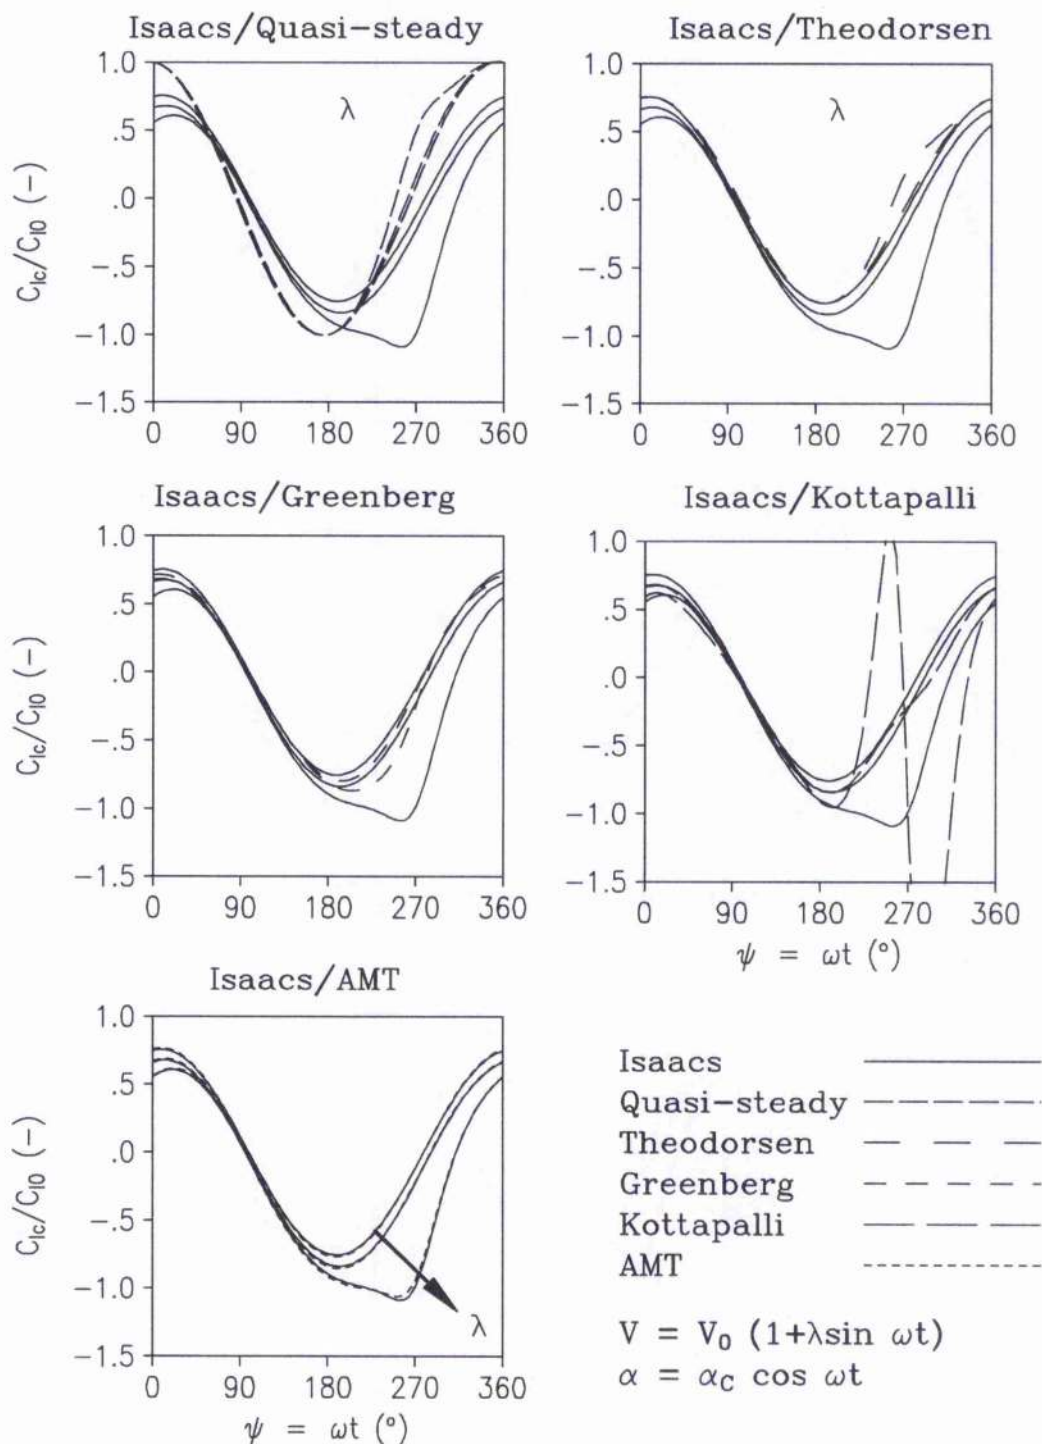 Isaacs/Quasi-steady
Isaacs/Theodorsen
1.0
.5
.0
-.5
-1.0
-1.5
0 90 180 270 360
λ
C_lc/C_l0 (-)
1.0
.5
.0
-.5
-1.0
-1.5
0 90 180 270 360
λ
Isaacs/Greenberg
Isaacs/Kottapalli
1.0
.5
.0
-.5
-1.0
-1.5
0 90 180 270 360
C_lc/C_l0 (-)
1.0
.5
.0
-.5
-1.0
-1.5
0 90 180 270 360
ψ = ωt (°)
Isaacs/AMT
1.0
.5
.0
-.5
-1.0
-1.5
0 90 180 270 360
λ
C_lc/C_l0 (-)
ψ = ωt (°)
Isaacs
Quasi-steady
Theodorsen
Greenberg
Kottapalli
AMT
V = V_0 (1+λsin ωt)
α = α_C cos ωt